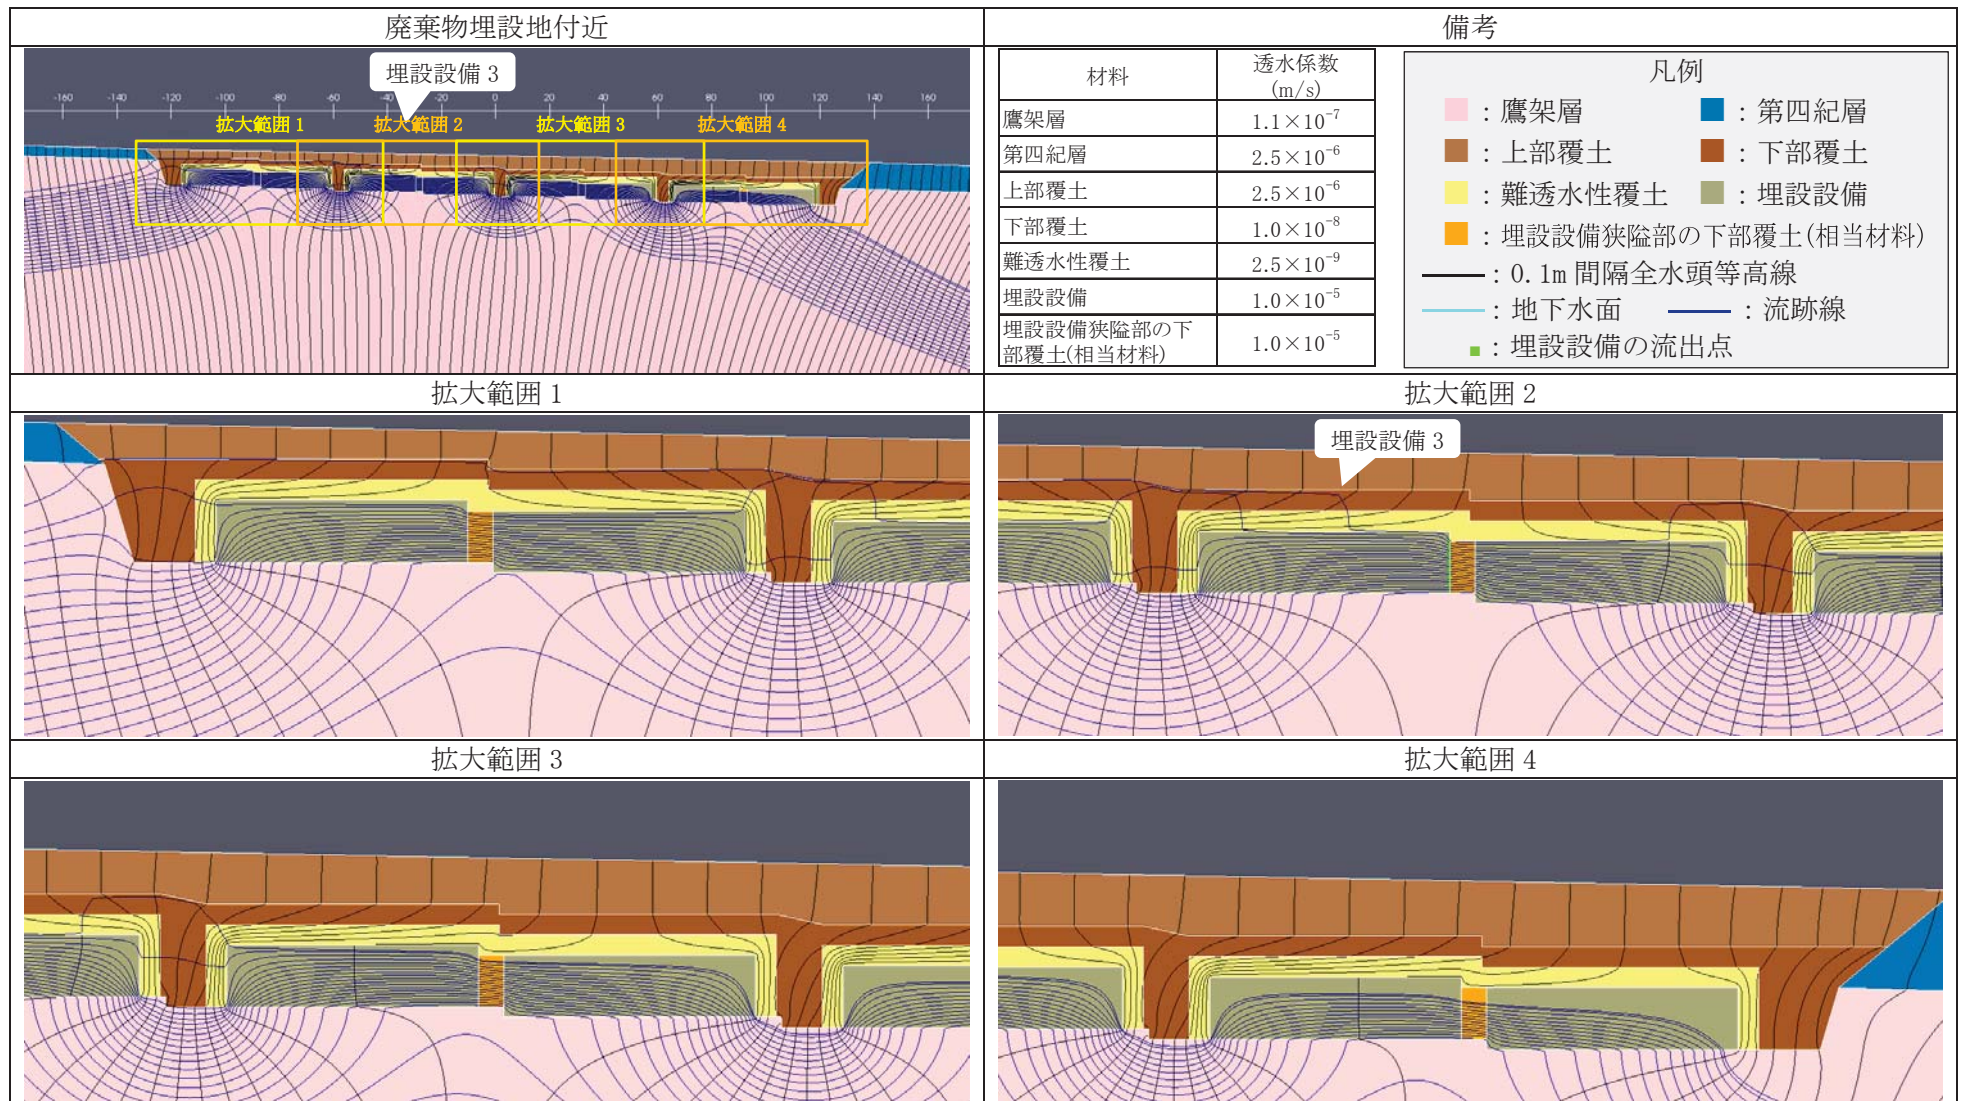 廃棄物埋設地付近
備考
埋設設備 3
-160 -140 -120 -100 -80 -60 -40 -20 0 20 40 60 80 100 120 140 160
拡大範囲 1 拡大範囲 2 拡大範囲 3 拡大範囲 4
材料 透水係数
(m/s)
鷹架層 1.1×10⁻⁷
第四紀層 2.5×10⁻⁶
上部覆土 2.5×10⁻⁶
下部覆土 1.0×10⁻⁸
難透水性覆土 2.5×10⁻⁹
埋設設備 1.0×10⁻⁵
埋設設備狭隘部の下
部覆土(相当材料) 1.0×10⁻⁵
凡例
：鷹架層 ：第四紀層
：上部覆土 ：下部覆土
：難透水性覆土 ：埋設設備
：埋設設備狭隘部の下部覆土(相当材料)
：0.1m 間隔全水頭等高線
：地下水面 ：流跡線
：埋設設備の流出点
拡大範囲 1
拡大範囲 2
埋設設備 3
拡大範囲 3
拡大範囲 4